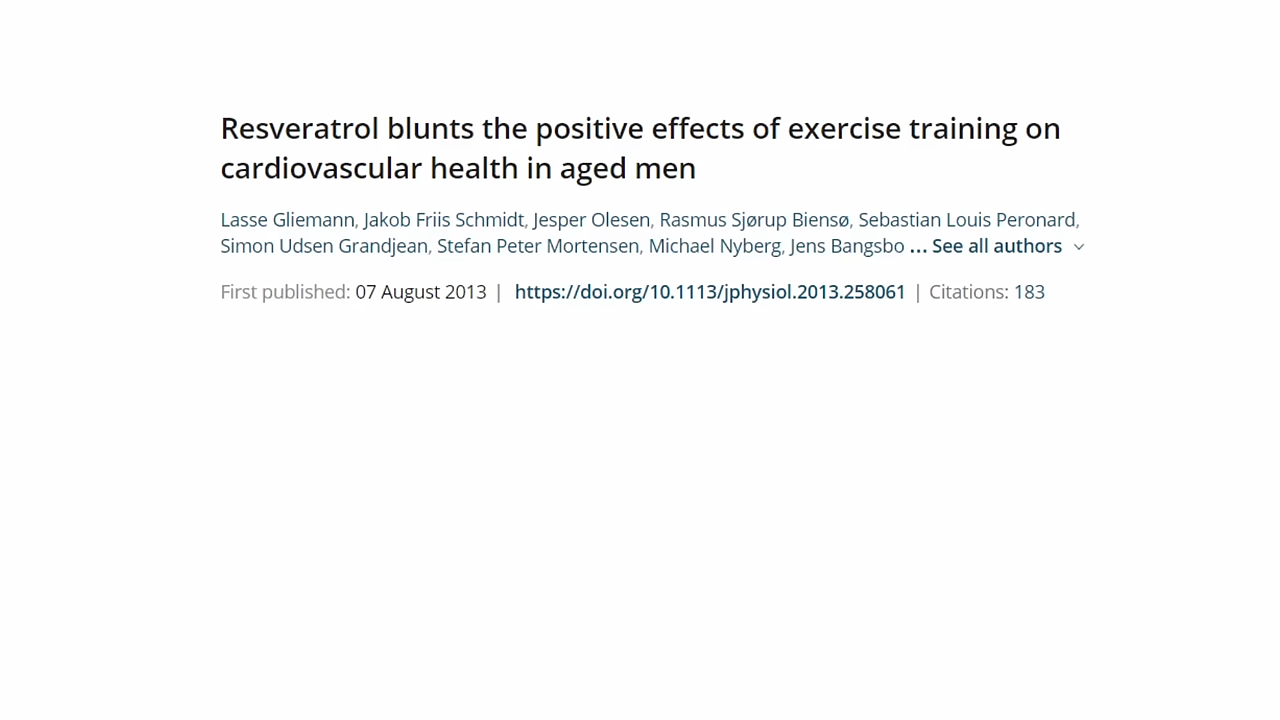 Resveratrol blunts the positive effects of exercise training on
cardiovascular health in aged men
Lasse Gliemann, Jakob Friis Schmidt, Jesper Olesen, Rasmus Sjørup Biensø, Sebastian Louis Peronard,
Simon Udsen Grandjean, Stefan Peter Mortensen, Michael Nyberg, Jens Bangsbo ... See all authors
First published: 07 August 2013 | https://doi.org/10.1113/jphysiol.2013.258061 | Citations: 183